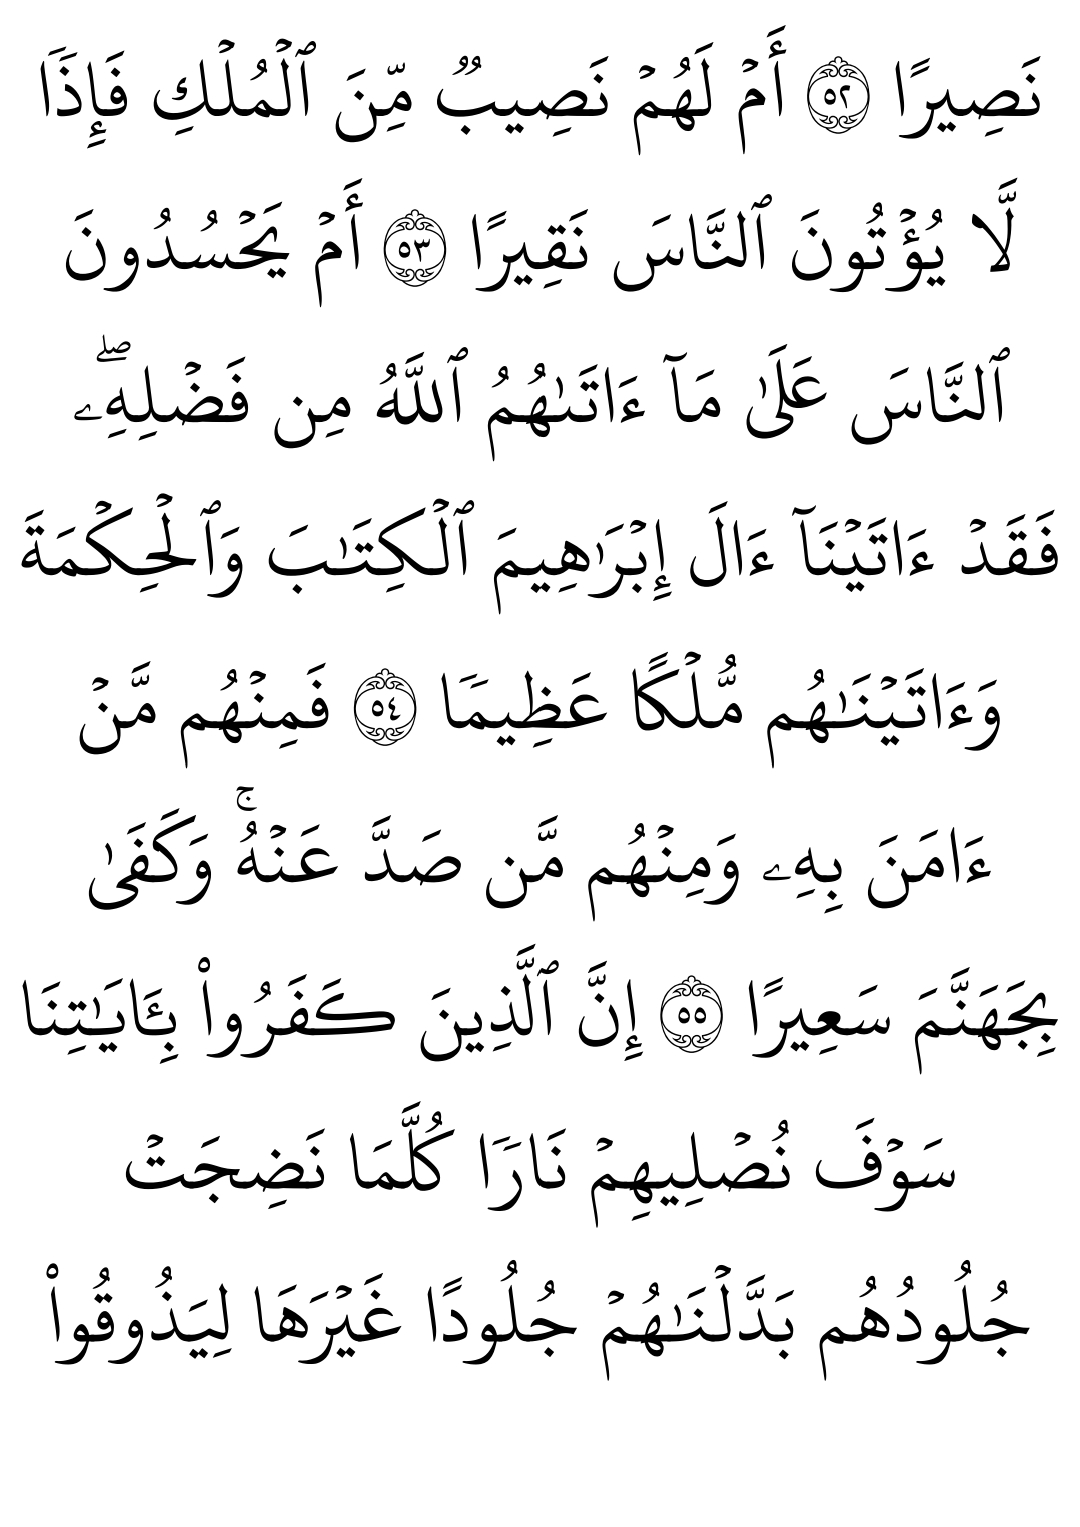 نَصِيرًا ٥٢ أَمۡ لَهُمۡ نَصِيبٞ مِّنَ ٱلۡمُلۡكِ فَإِذٗا
لَّا يُؤۡتُونَ ٱلنَّاسَ نَقِيرًا ٥٣ أَمۡ يَحۡسُدُونَ
ٱلنَّاسَ عَلَىٰ مَآ ءَاتَىٰهُمُ ٱللَّهُ مِن فَضۡلِهِۦۖ
فَقَدۡ ءَاتَيۡنَآ ءَالَ إِبۡرَٰهِيمَ ٱلۡكِتَٰبَ وَٱلۡحِكۡمَةَ
وَءَاتَيۡنَٰهُم مُّلۡكًا عَظِيمٗا ٥٤ فَمِنۡهُم مَّنۡ
ءَامَنَ بِهِۦ وَمِنۡهُم مَّن صَدَّ عَنۡهُۚ وَكَفَىٰ
بِجَهَنَّمَ سَعِيرًا ٥٥ إِنَّ ٱلَّذِينَ كَفَرُواْ بِـَٔايَٰتِنَا
سَوۡفَ نُصۡلِيهِمۡ نَارٗا كُلَّمَا نَضِجَتۡ
جُلُودُهُم بَدَّلۡنَٰهُمۡ جُلُودًا غَيۡرَهَا لِيَذُوقُواْ